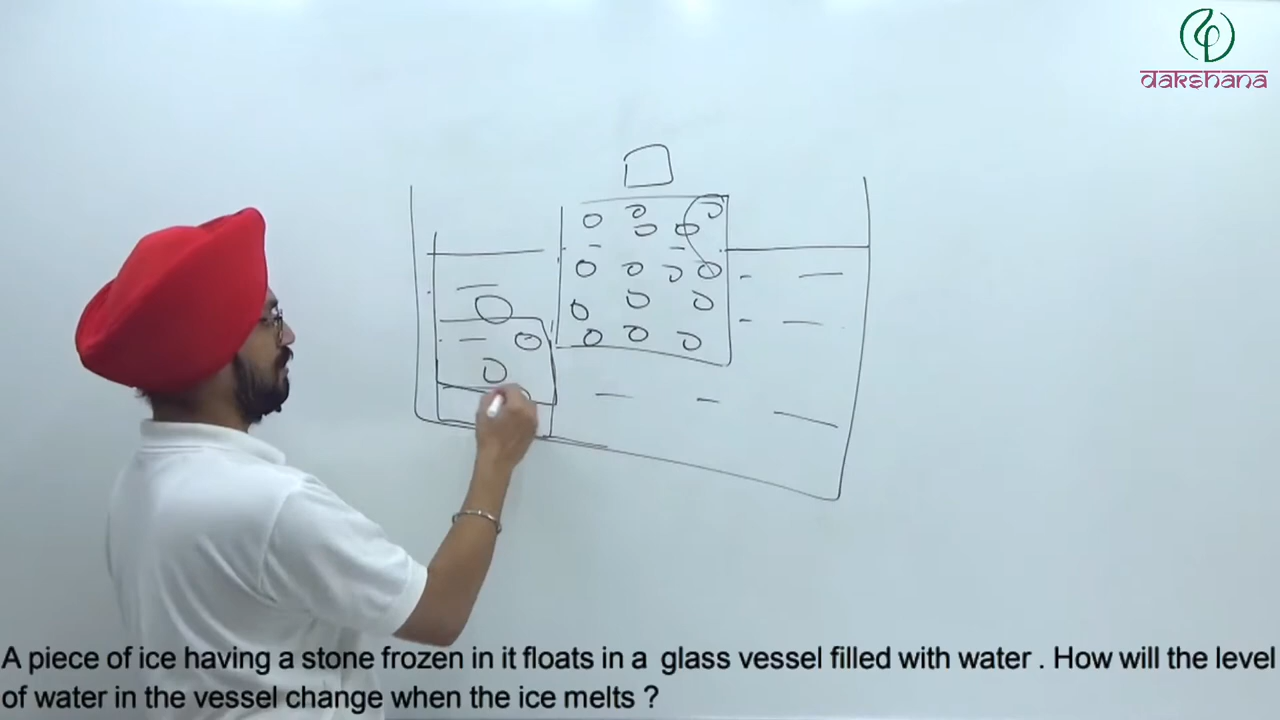 dakshana
A piece of ice having a stone frozen in it floats in a glass vessel filled with water . How will the level
of water in the vessel change when the ice melts ?